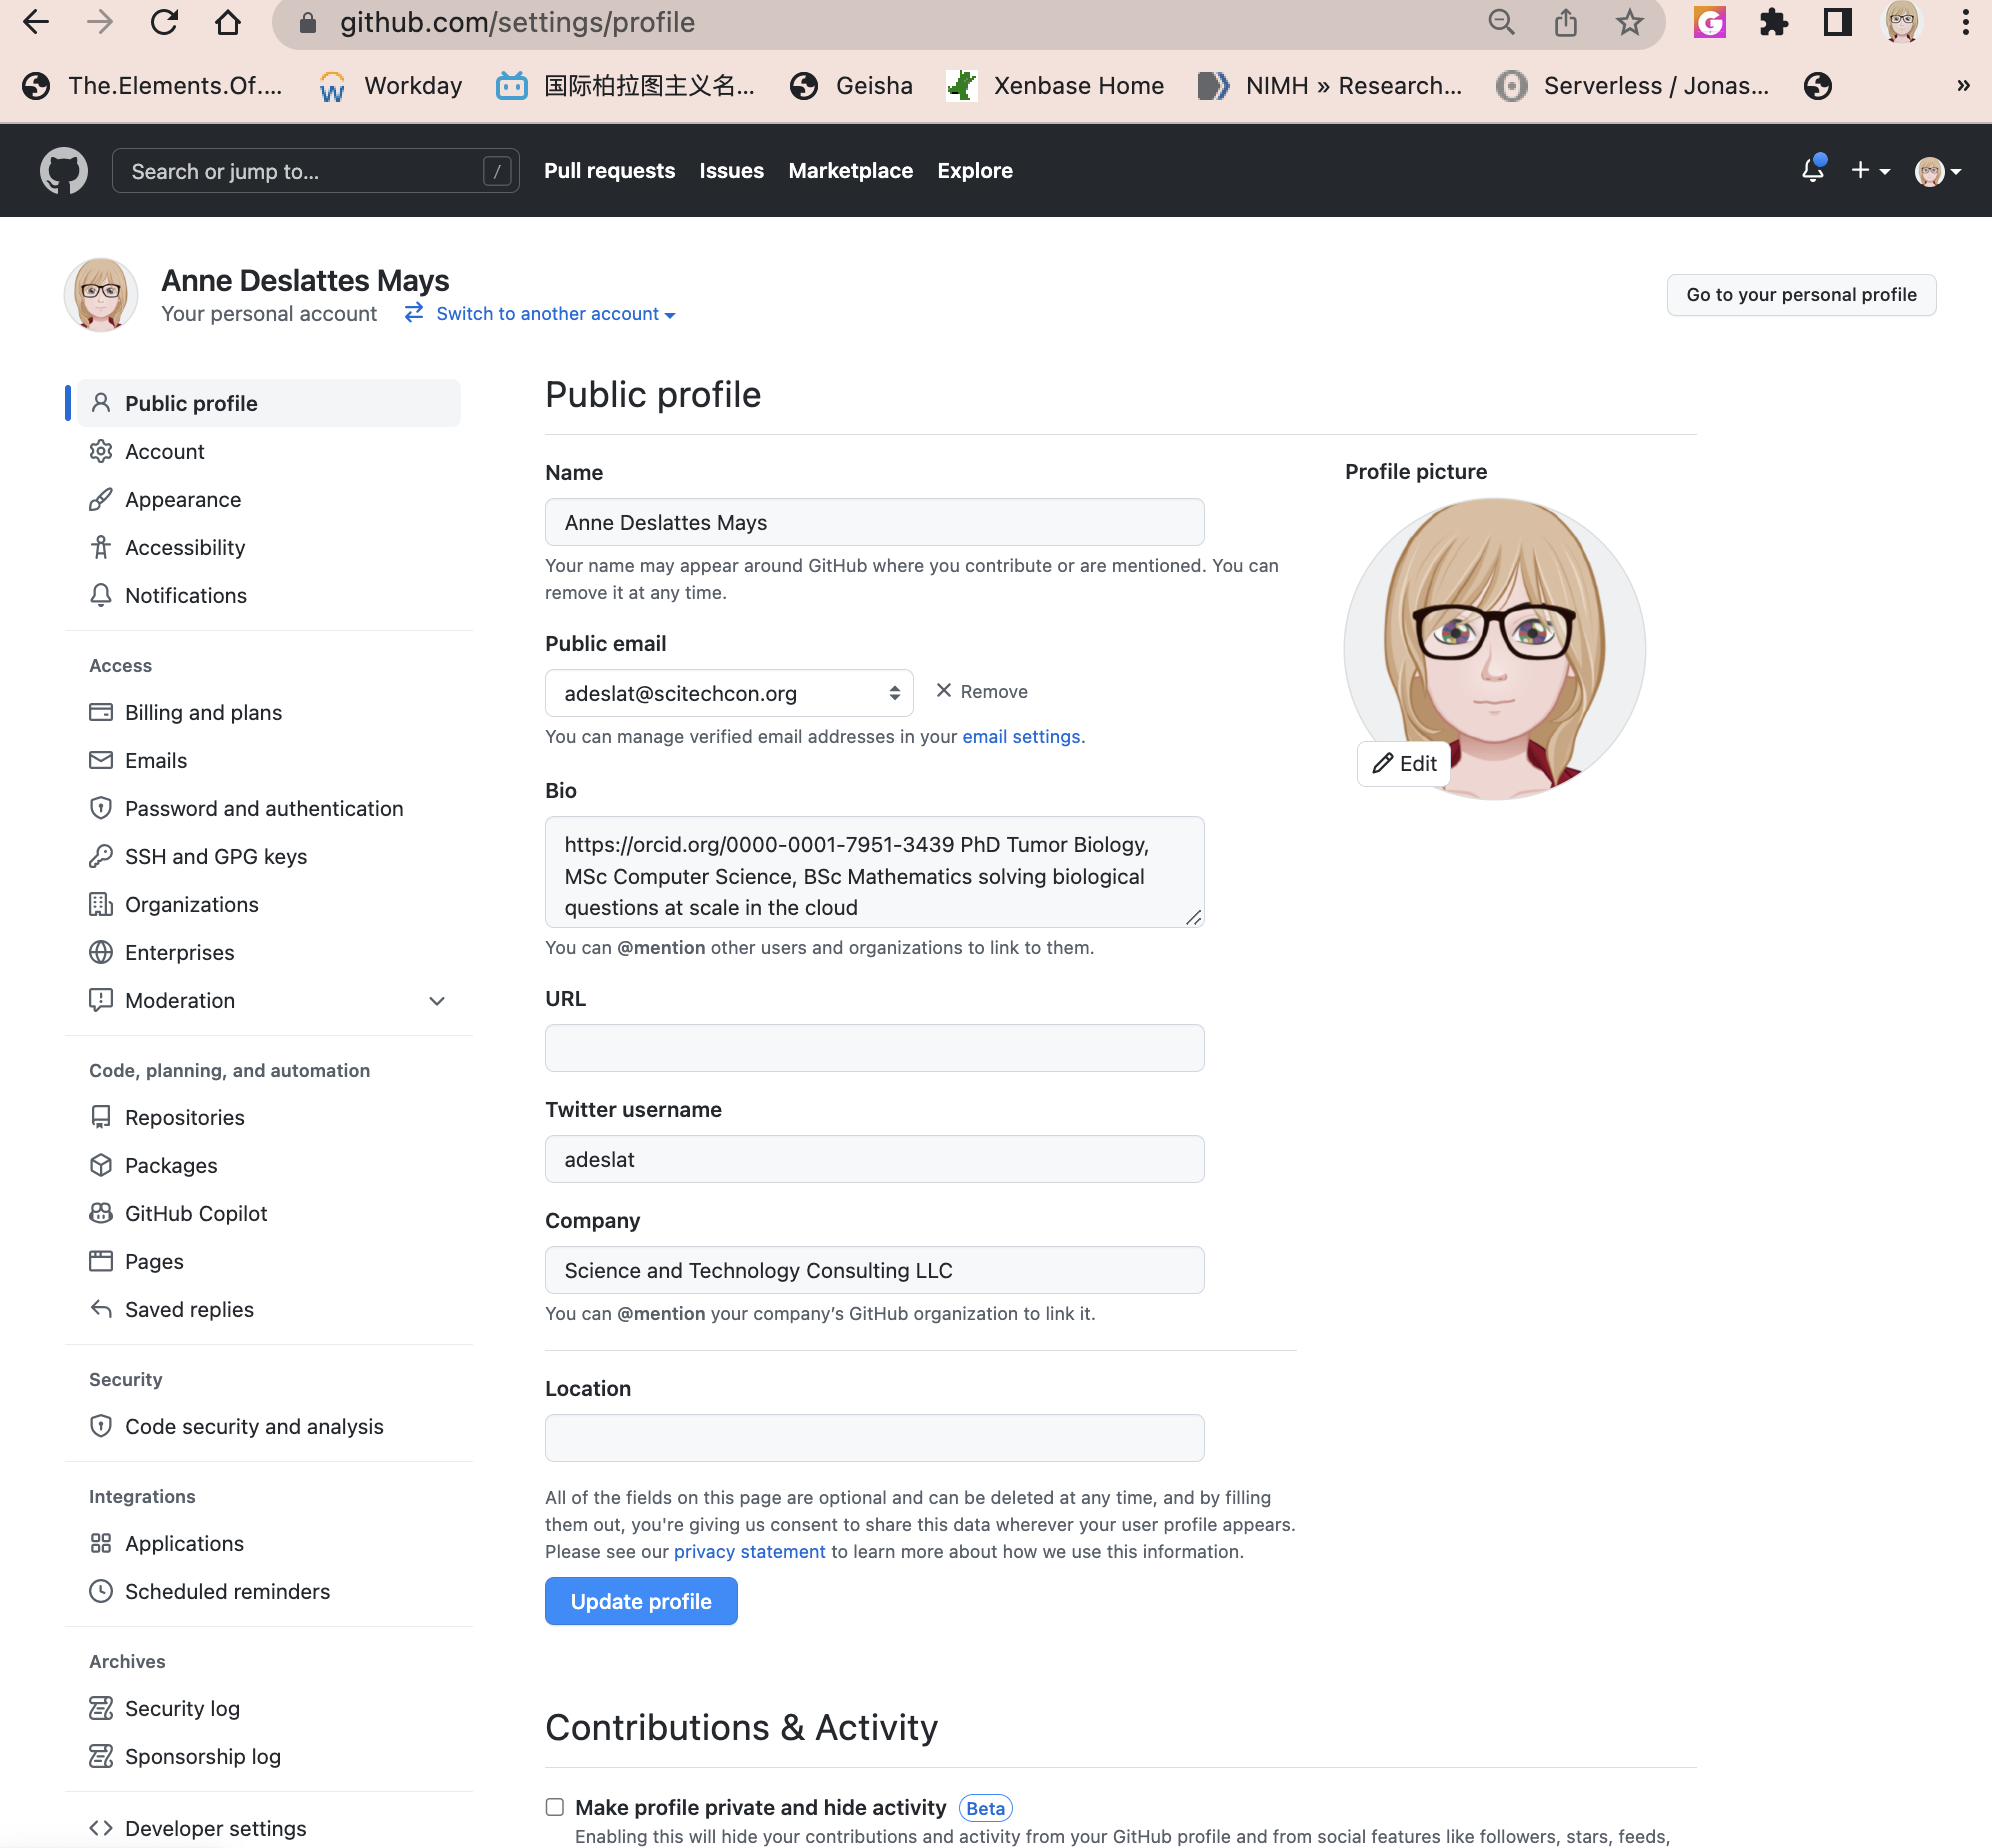 github.com/settings/profile
The.Elements.Of.... Workday 国际柏拉图主义名... Geisha Xenbase Home NIMH » Research... Serverless / Jonas... »
Search or jump to... / Pull requests Issues Marketplace Explore
Anne Deslattes Mays
Your personal account Switch to another account
Go to your personal profile
Public profile
Account
Appearance
Accessibility
Notifications
Access
Billing and plans
Emails
Password and authentication
SSH and GPG keys
Organizations
Enterprises
Moderation
Code, planning, and automation
Repositories
Packages
GitHub Copilot
Pages
Saved replies
Security
Code security and analysis
Integrations
Applications
Scheduled reminders
Archives
Security log
Sponsorship log
Developer settings
Public profile
Name
Anne Deslattes Mays
Your name may appear around GitHub where you contribute or are mentioned. You can
remove it at any time.
Public email
adeslat@scitechcon.org Remove
You can manage verified email addresses in your email settings.
Bio
https://orcid.org/0000-0001-7951-3439 PhD Tumor Biology,
MSc Computer Science, BSc Mathematics solving biological
questions at scale in the cloud
You can @mention other users and organizations to link to them.
URL
Twitter username
adeslat
Company
Science and Technology Consulting LLC
You can @mention your company’s GitHub organization to link it.
Location
All of the fields on this page are optional and can be deleted at any time, and by filling
them out, you're giving us consent to share this data wherever your user profile appears.
Please see our privacy statement to learn more about how we use this information.
Update profile
Profile picture
Edit
Contributions & Activity
Make profile private and hide activity Beta
Enabling this will hide your contributions and activity from your GitHub profile and from social features like followers, stars, feeds,